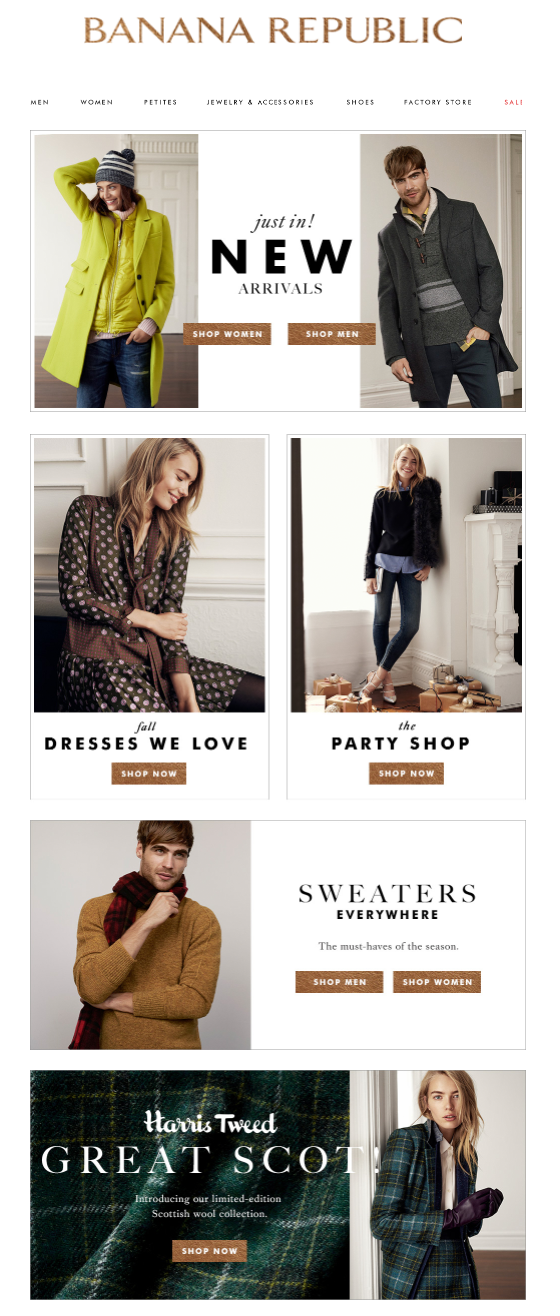 BANANA REPUBLIC
MEN WOMEN PETITES JEWELRY & ACCESSORIES SHOES FACTORY STORE SALE
just in!
NEW
ARRIVALS
SHOP WOMEN SHOP MEN
fall
DRESSES WE LOVE
SHOP NOW
the
PARTY SHOP
SHOP NOW
SWEATERS
EVERYWHERE
The must-haves of the season.
SHOP MEN SHOP WOMEN
Harris Tweed
GREAT SCOT!
Introducing our limited-edition
Scottish wool collection.
SHOP NOW